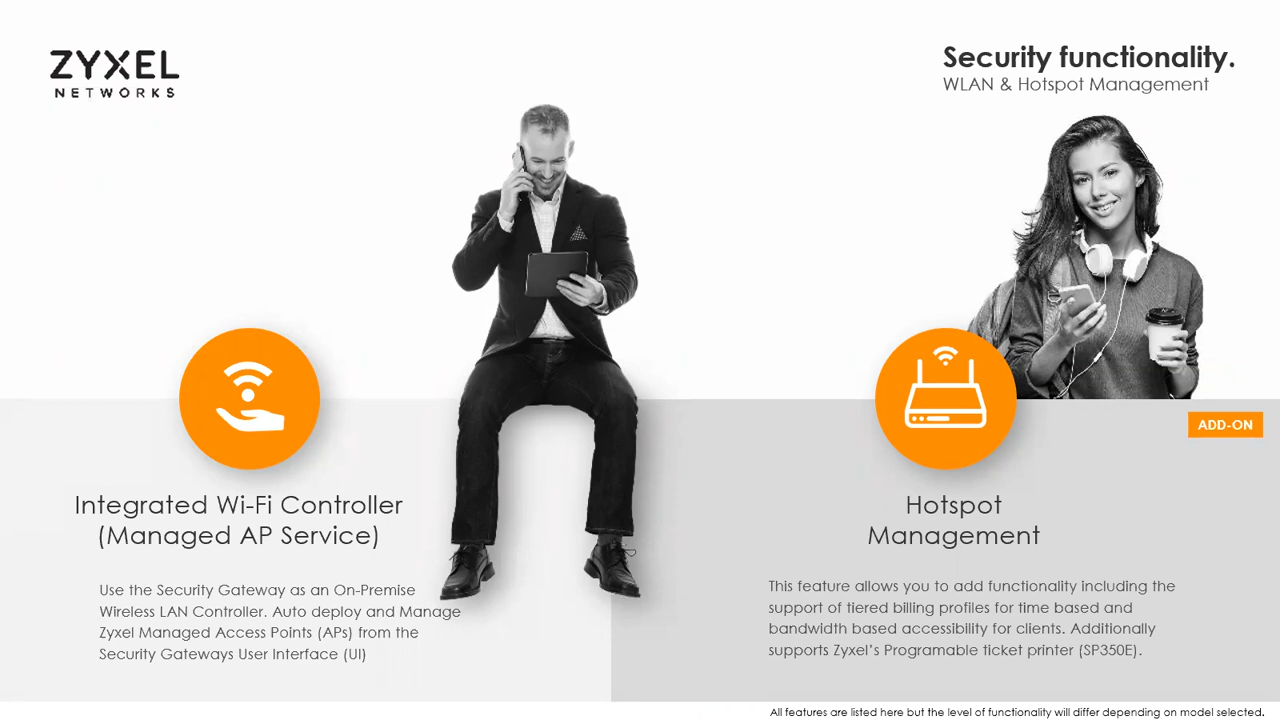 ZYXEL
NETWORKS
Security functionality.
WLAN & Hotspot Management
Integrated Wi-Fi Controller
(Managed AP Service)
Use the Security Gateway as an On-Premise
Wireless LAN Controller. Auto deploy and Manage
Zyxel Managed Access Points (APs) from the
Security Gateways User Interface (UI)
ADD-ON
Hotspot
Management
This feature allows you to add functionality including the
support of tiered billing profiles for time based and
bandwidth based accessibility for clients. Additionally
supports Zyxel's Programable ticket printer (SP350E).
All features are listed here but the level of functionality will differ depending on model selected.